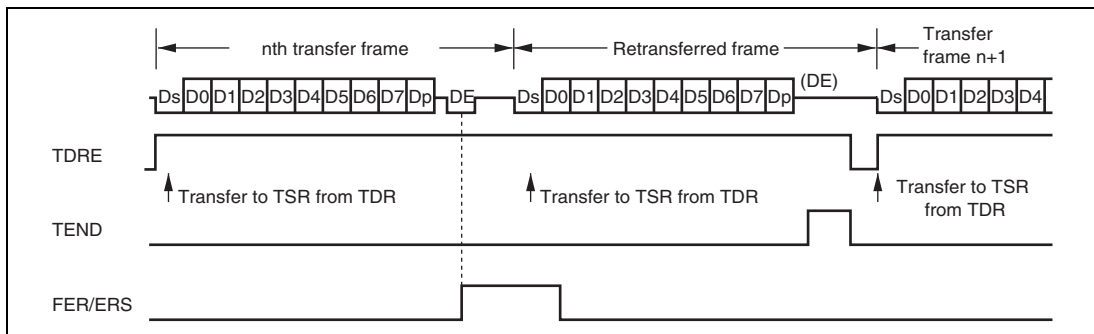 nth transfer frame
Retransferred frame
Transfer
frame n+1
Ds D0 D1 D2 D3 D4 D5 D6 D7 Dp DE
Ds D0 D1 D2 D3 D4 D5 D6 D7 Dp (DE)
Ds D0 D1 D2 D3 D4
TDRE
Transfer to TSR from TDR
Transfer to TSR from TDR
Transfer to TSR
from TDR
TEND
FER/ERS